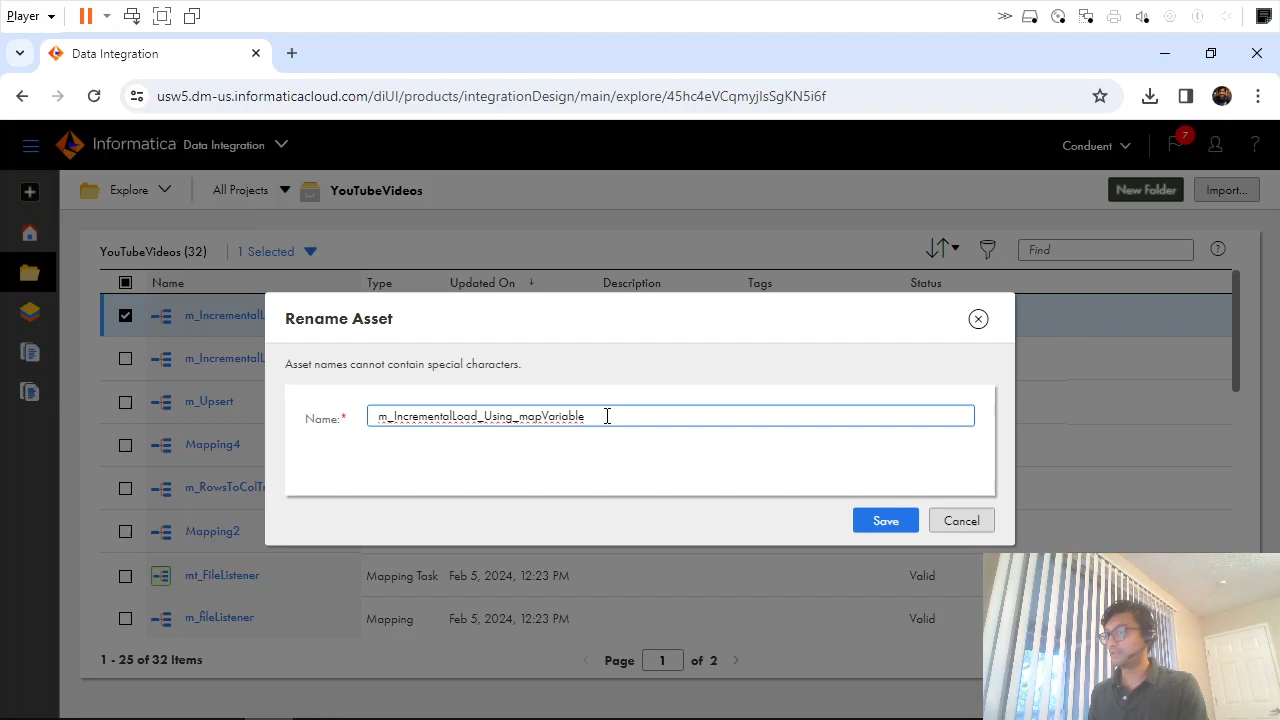 Player
Data Integration
usw5.dm-us.informaticacloud.com/diUI/products/integrationDesign/main/explore/45hc4eVCqmyjIsSgKN5i6f
Informatica Data Integration
Conduent
7
?
Explore
All Projects
YouTubeVideos
New Folder
Import...
YouTubeVideos (32)
1 Selected
Find
?
Name Type Updated On Description Tags Status
m_IncrementalL
m_IncrementalL
m_Upsert
Mapping4
m_RowsToColTr
Mapping2
mt_FileListener Mapping Task Feb 5, 2024, 12:23 PM Valid
m_fileListener Mapping Feb 5, 2024, 12:23 PM Valid
1 - 25 of 32 Items
Page 1 of 2
Rename Asset
Asset names cannot contain special characters.
Name:* m_IncrementalLoad_Using_mapVariable
Save
Cancel